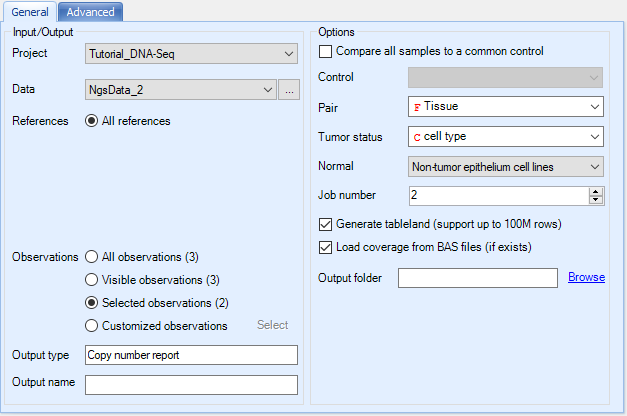 General Advanced
Input/Output
Project Tutorial_DNA-Seq
Data NgsData_2 ...
References All references
Observations All observations (3)
Visible observations (3)
Selected observations (2)
Customized observations Select
Output type Copy number report
Output name
Options
Compare all samples to a common control
Control
Pair F Tissue
Tumor status C cell type
Normal Non-tumor epithelium cell lines
Job number 2
Generate tableland (support up to 100M rows)
Load coverage from BAS files (if exists)
Output folder Browse